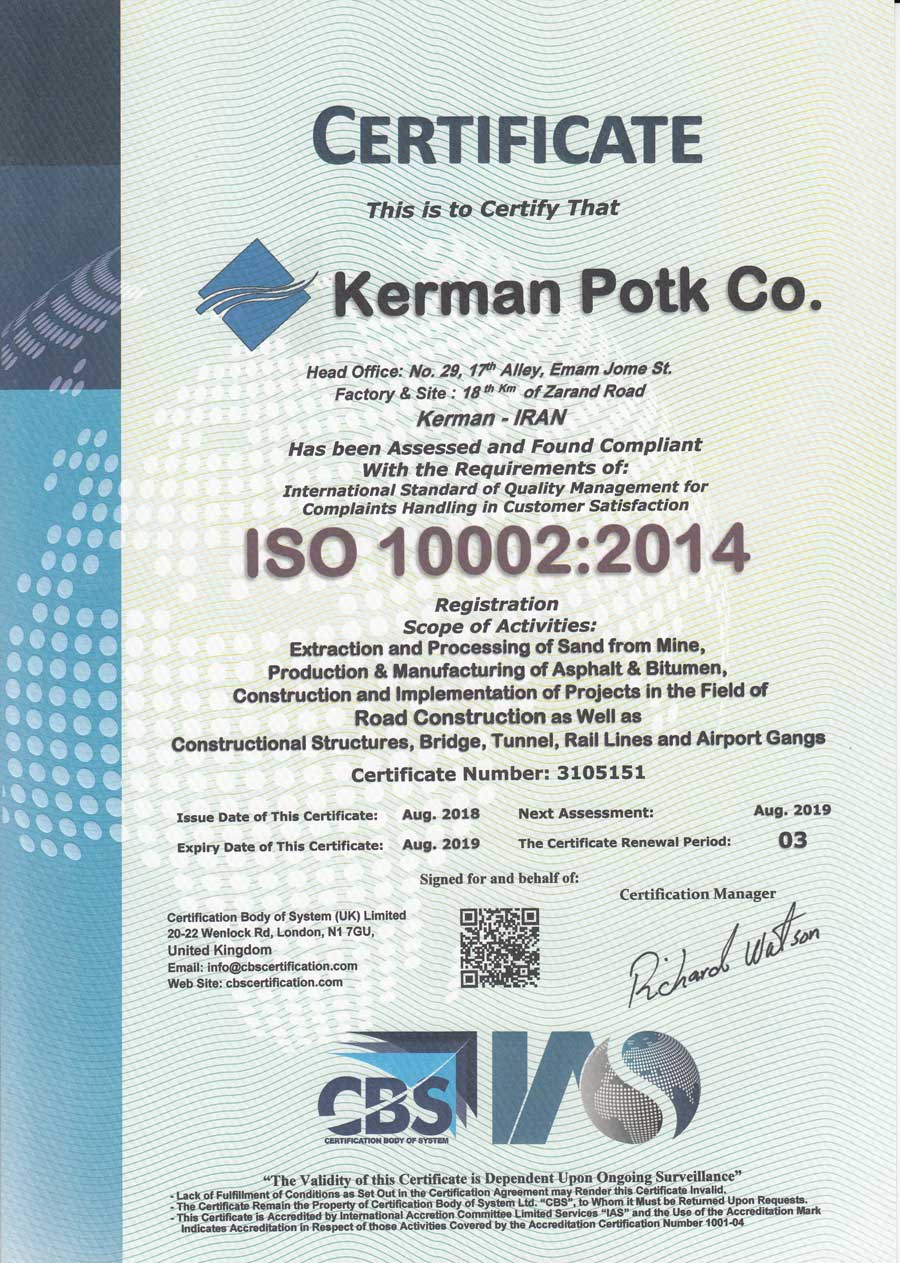 CERTIFICATE
This is to Certify That
Kerman Potk Co.
Head Office: No. 29, 17th Alley, Emam Jome St.
Factory & Site : 18 th Km of Zarand Road
Kerman - IRAN
Has been Assessed and Found Compliant
With the Requirements of:
International Standard of Quality Management for
Complaints Handling in Customer Satisfaction
ISO 10002:2014
Registration
Scope of Activities:
Extraction and Processing of Sand from Mine,
Production & Manufacturing of Asphalt & Bitumen,
Construction and Implementation of Projects in the Field of
Road Construction as Well as
Constructional Structures, Bridge, Tunnel, Rail Lines and Airport Gangs
Certificate Number: 3105151
Issue Date of This Certificate: Aug. 2018 Next Assessment: Aug. 2019
Expiry Date of This Certificate: Aug. 2019 The Certificate Renewal Period: 03
Signed for and behalf of:
Certification Manager
Certification Body of System (UK) Limited
20-22 Wenlock Rd, London, N1 7GU,
United Kingdom
Email: info@cbscertification.com
Web Site: cbscertification.com
Richard Watson
CBS
CERTIFICATION BODY OF SYSTEM
IAS
“The Validity of this Certificate is Dependent Upon Ongoing Surveillance”
- Lack of Fulfillment of Conditions as Set Out in the Certification Agreement may Render this Certificate Invalid.
- The Certificate Remain the Property of Certification Body of System Ltd. “CBS”, to Whom it Must be Returned Upon Requests.
- This Certificate is Accredited by International Accretion Committee Limited Services “IAS” and the Use of the Accreditation Mark
Indicates Accreditation in Respect of those Activities Covered by the Accreditation Certification Number 1001-04